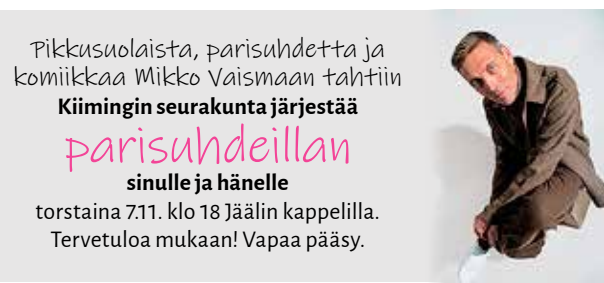 Pikkusuolaista, parisuhdetta ja
komiikkaa Mikko Vaismaan tahtiin
Kiimingin seurakunta järjestää
parisuhdeillan
sinulle ja hänelle
torstaina 7.11. klo 18 Jäälin kappelilla.
Tervetuloa mukaan! Vapaa pääsy.